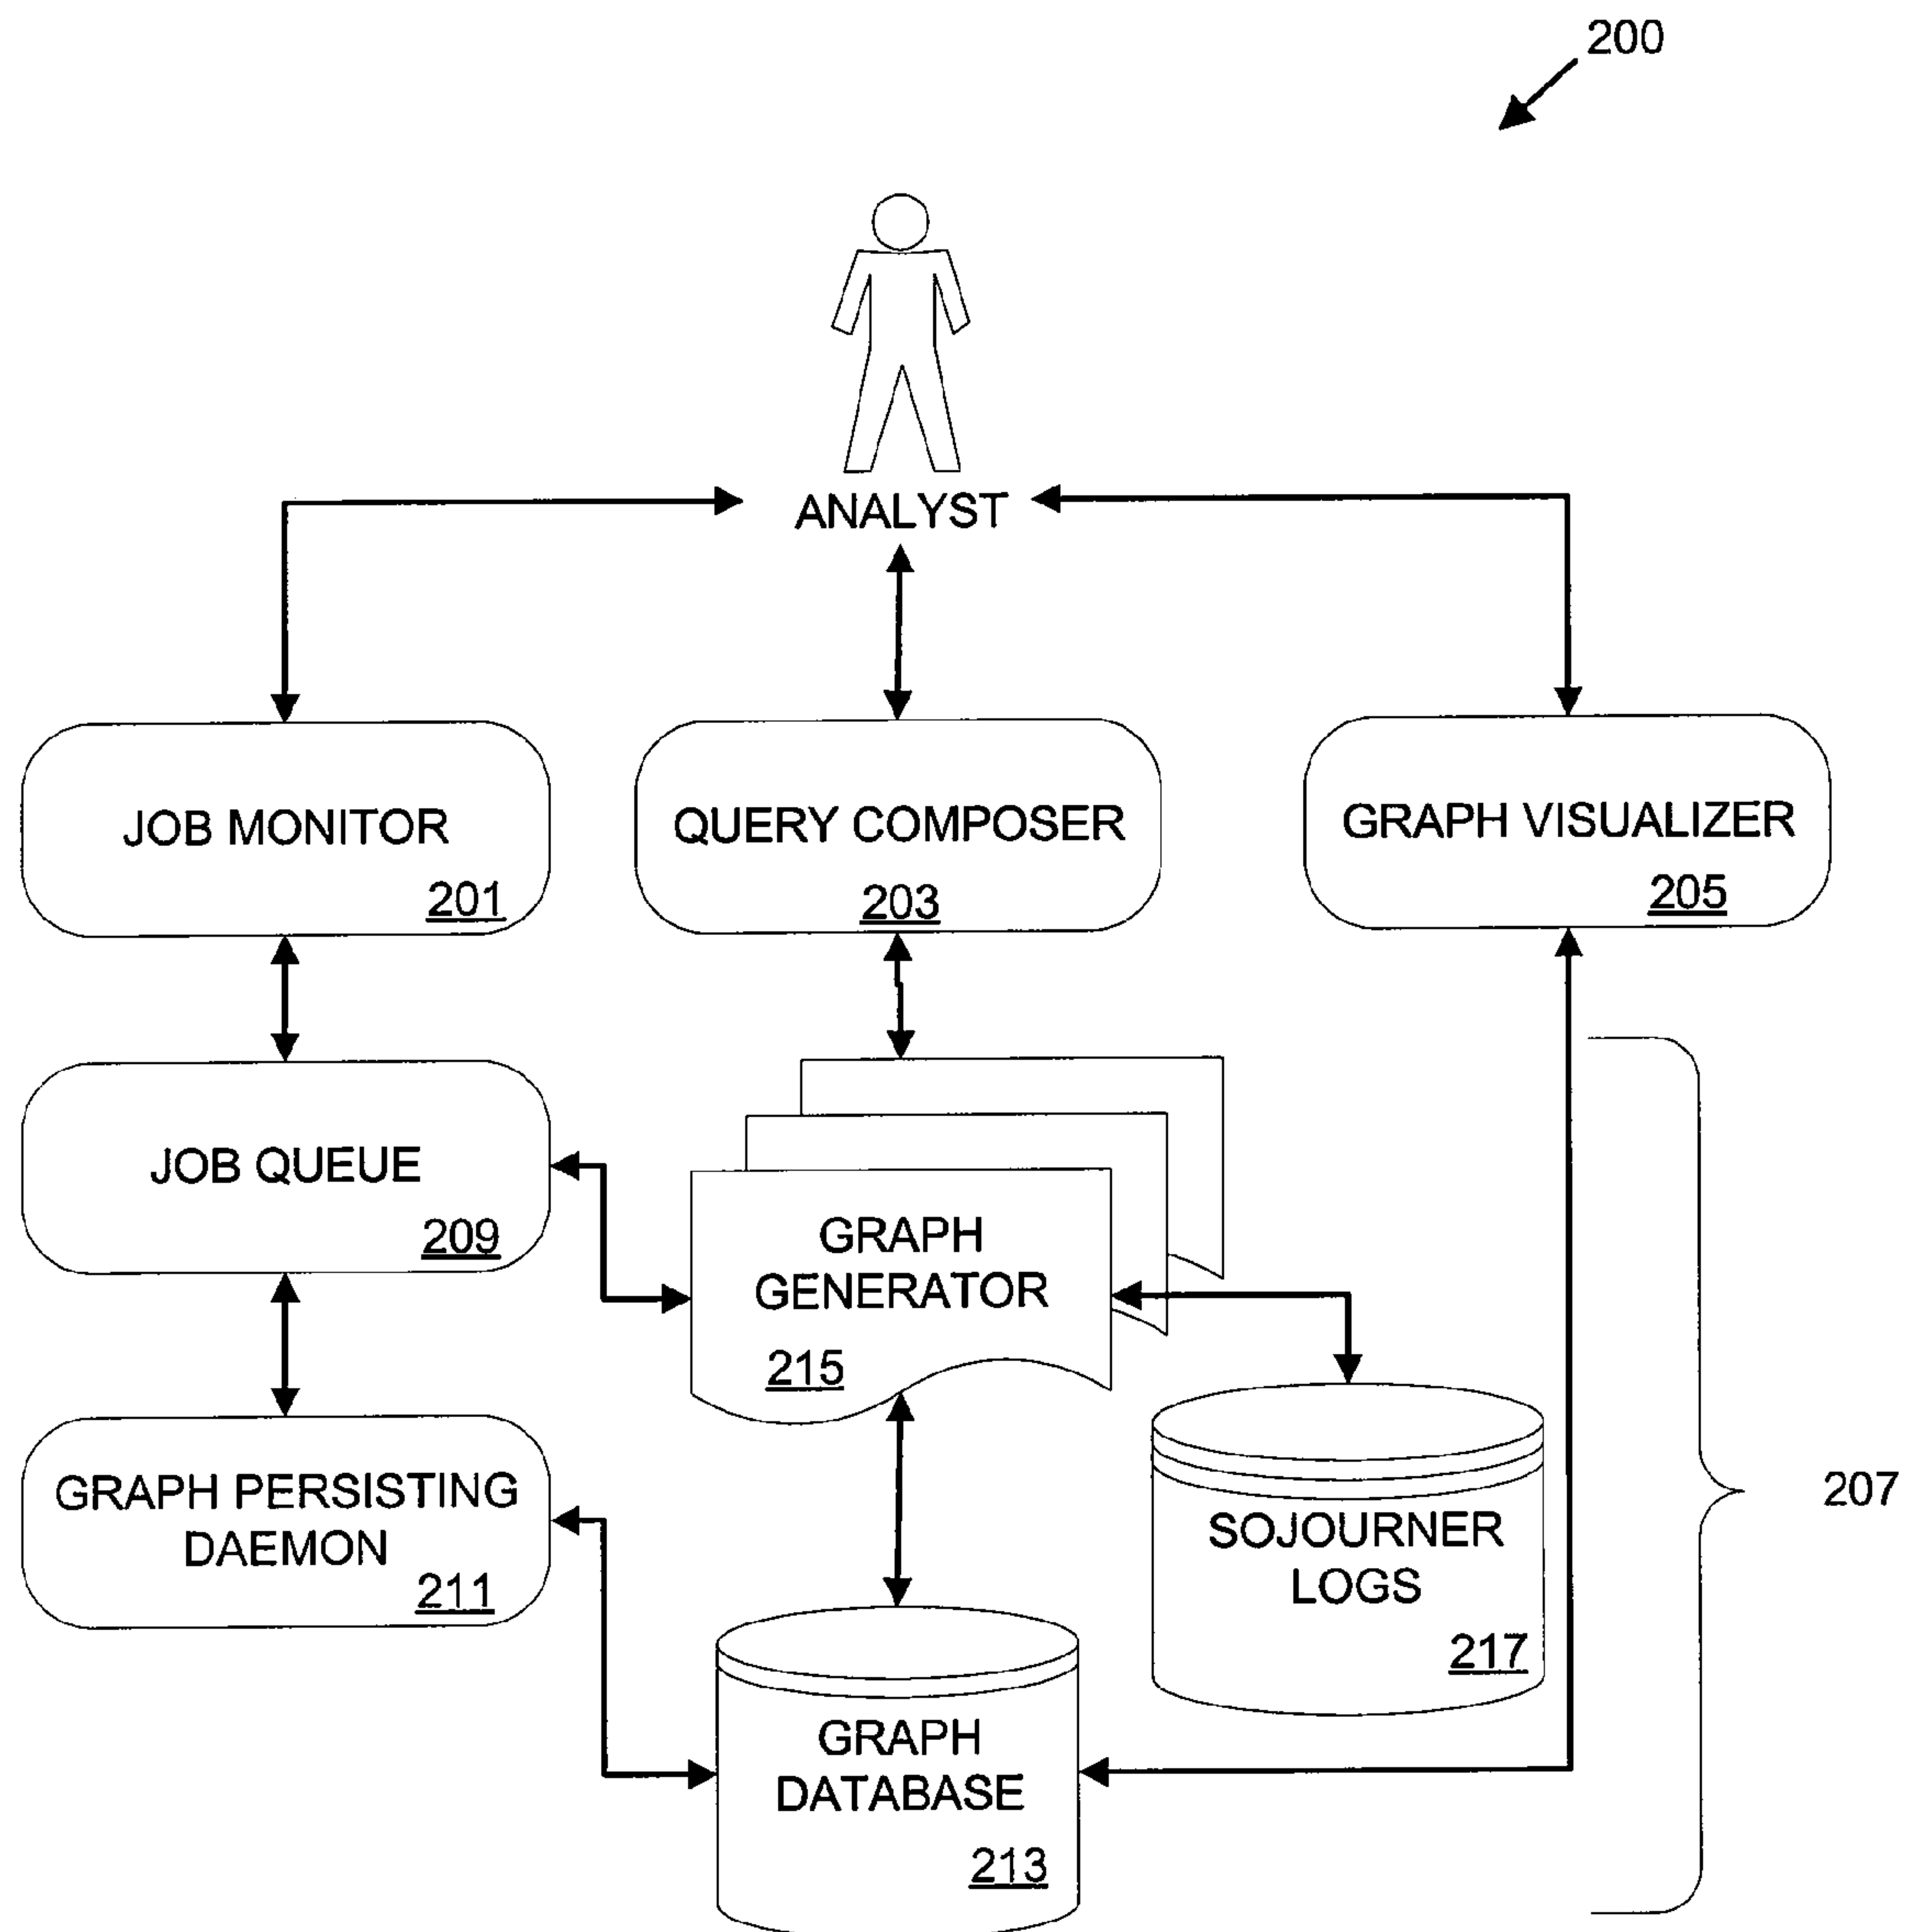 200
ANALYST
JOB MONITOR
201
QUERY COMPOSER
203
GRAPH VISUALIZER
205
JOB QUEUE
209
GRAPH
GENERATOR
215
GRAPH PERSISTING
DAEMON
211
SOJOURNER
LOGS
217
207
GRAPH
DATABASE
213